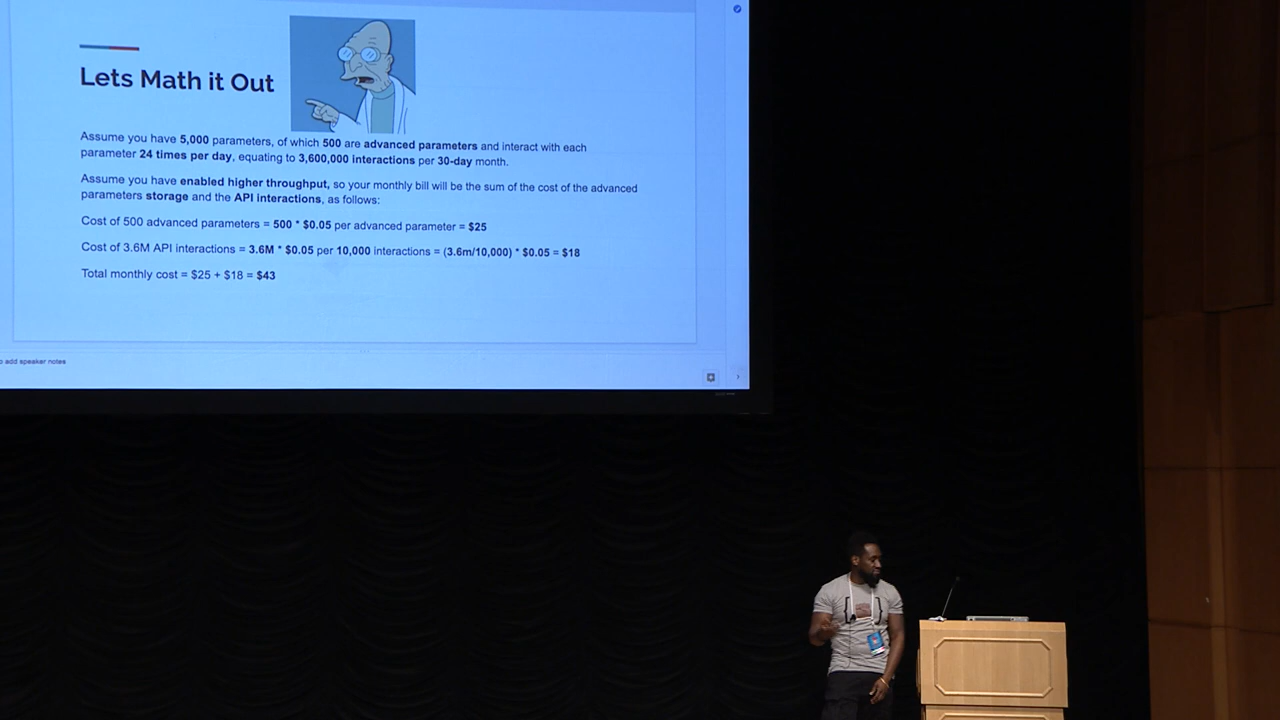 Lets Math it Out
Assume you have 5,000 parameters, of which 500 are advanced parameters and interact with each
parameter 24 times per day, equating to 3,600,000 interactions per 30-day month.
Assume you have enabled higher throughput, so your monthly bill will be the sum of the cost of the advanced
parameters storage and the API interactions, as follows:
Cost of 500 advanced parameters = 500 * $0.05 per advanced parameter = $25
Cost of 3.6M API interactions = 3.6M * $0.05 per 10,000 interactions = (3.6m/10,000) * $0.05 = $18
Total monthly cost = $25 + $18 = $43
o add speaker notes